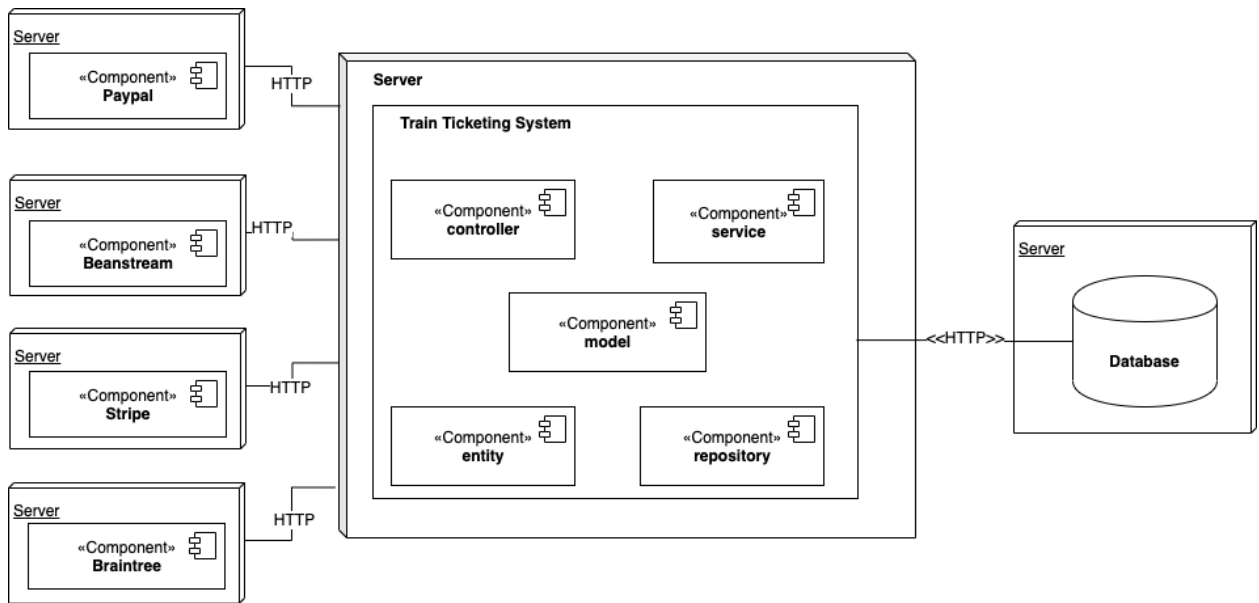 Server
«Component»
Paypal
HTTP
Server
«Component»
Beanstream
HTTP
Server
«Component»
Stripe
HTTP
Server
«Component»
Braintree
HTTP
Server
Train Ticketing System
«Component»
controller
«Component»
service
«Component»
model
«Component»
entity
«Component»
repository
<<HTTP>>
Server
Database